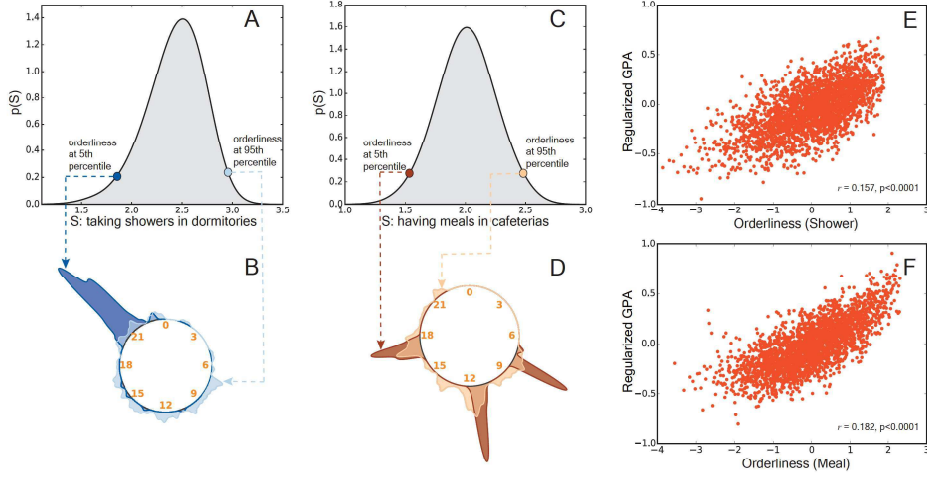 A
1.4
1.2
1.0
0.8
0.6
0.4
0.2
0.0
p(S)
orderliness
at 5th
percentile
orderliness
at 95th
percentile
1.5
2.0
2.5
3.0
3.5
S: taking showers in dormitories
B
0
3
6
9
12
15
18
21
C
1.8
1.6
1.4
1.2
1.0
0.8
0.6
0.4
0.2
0.0
p(S)
orderliness
at 5th
percentile
orderliness
at 95th
percentile
1.0
1.5
2.0
2.5
3.0
S: having meals in cafeterias
D
0
3
6
9
12
15
18
21
E
1.0
0.5
0.0
−0.5
−1.0
Regularized GPA
r = 0.157, p<0.0001
−4
−3
−2
−1
0
1
2
3
Orderliness (Shower)
F
1.0
0.5
0.0
−0.5
−1.0
Regularized GPA
r = 0.182, p<0.0001
−4
−3
−2
−1
0
1
2
3
Orderliness (Meal)